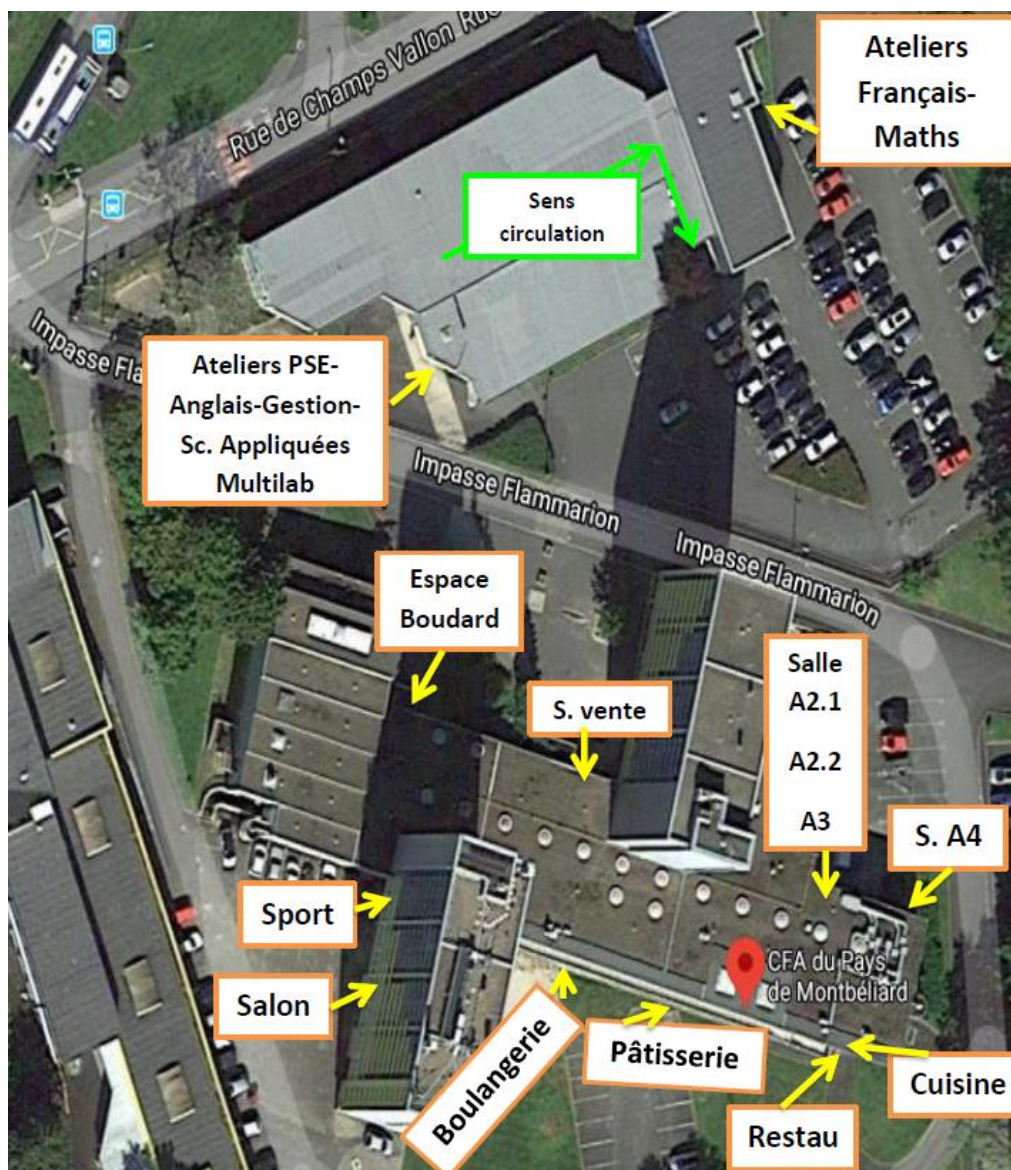 Rue de Champs Vallon Rue
Ateliers
Français-
Maths
Sens
circulation
Impasse Flam
Ateliers PSE-
Anglais-Gestion-
Sc. Appliquées
Multilab
Impasse Flammarion
Impasse Flammarion
Espace
Boudard
S. vente
Salle
A2.1
A2.2
A3
S. A4
Sport
Salon
CFA du Pays
de Montbéliard
Boulangerie
Pâtisserie
Cuisine
Restau